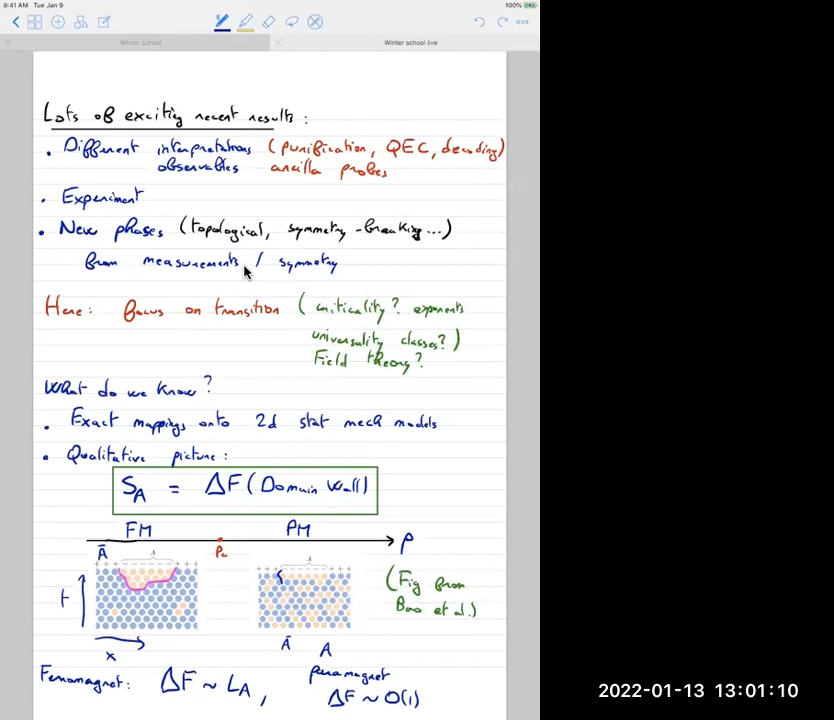 9:41 AM Tue Jan 9
100%
Winter school
Winter school live
Lots of exciting recent results:
• Different interpretations (purification, QEC, decoding)
observables ancilla probes
• Experiment
• New phases (topological, symmetry-breaking...)
from measurements / symmetry
Here: focus on transition (criticality? exponents
universality classes?)
Field theory?
What do we know?
• Exact mappings onto 2d stat mech models
• Qualitative picture:
S_A = ΔF (Domain Wall)
FM PM
p_c p
Ā A A
t
(Fig from
Bao et al.)
x
Ā A
Ferromagnet: ΔF ~ L_A,
paramagnet
ΔF ~ O(1)
2022-01-13 13:01:10